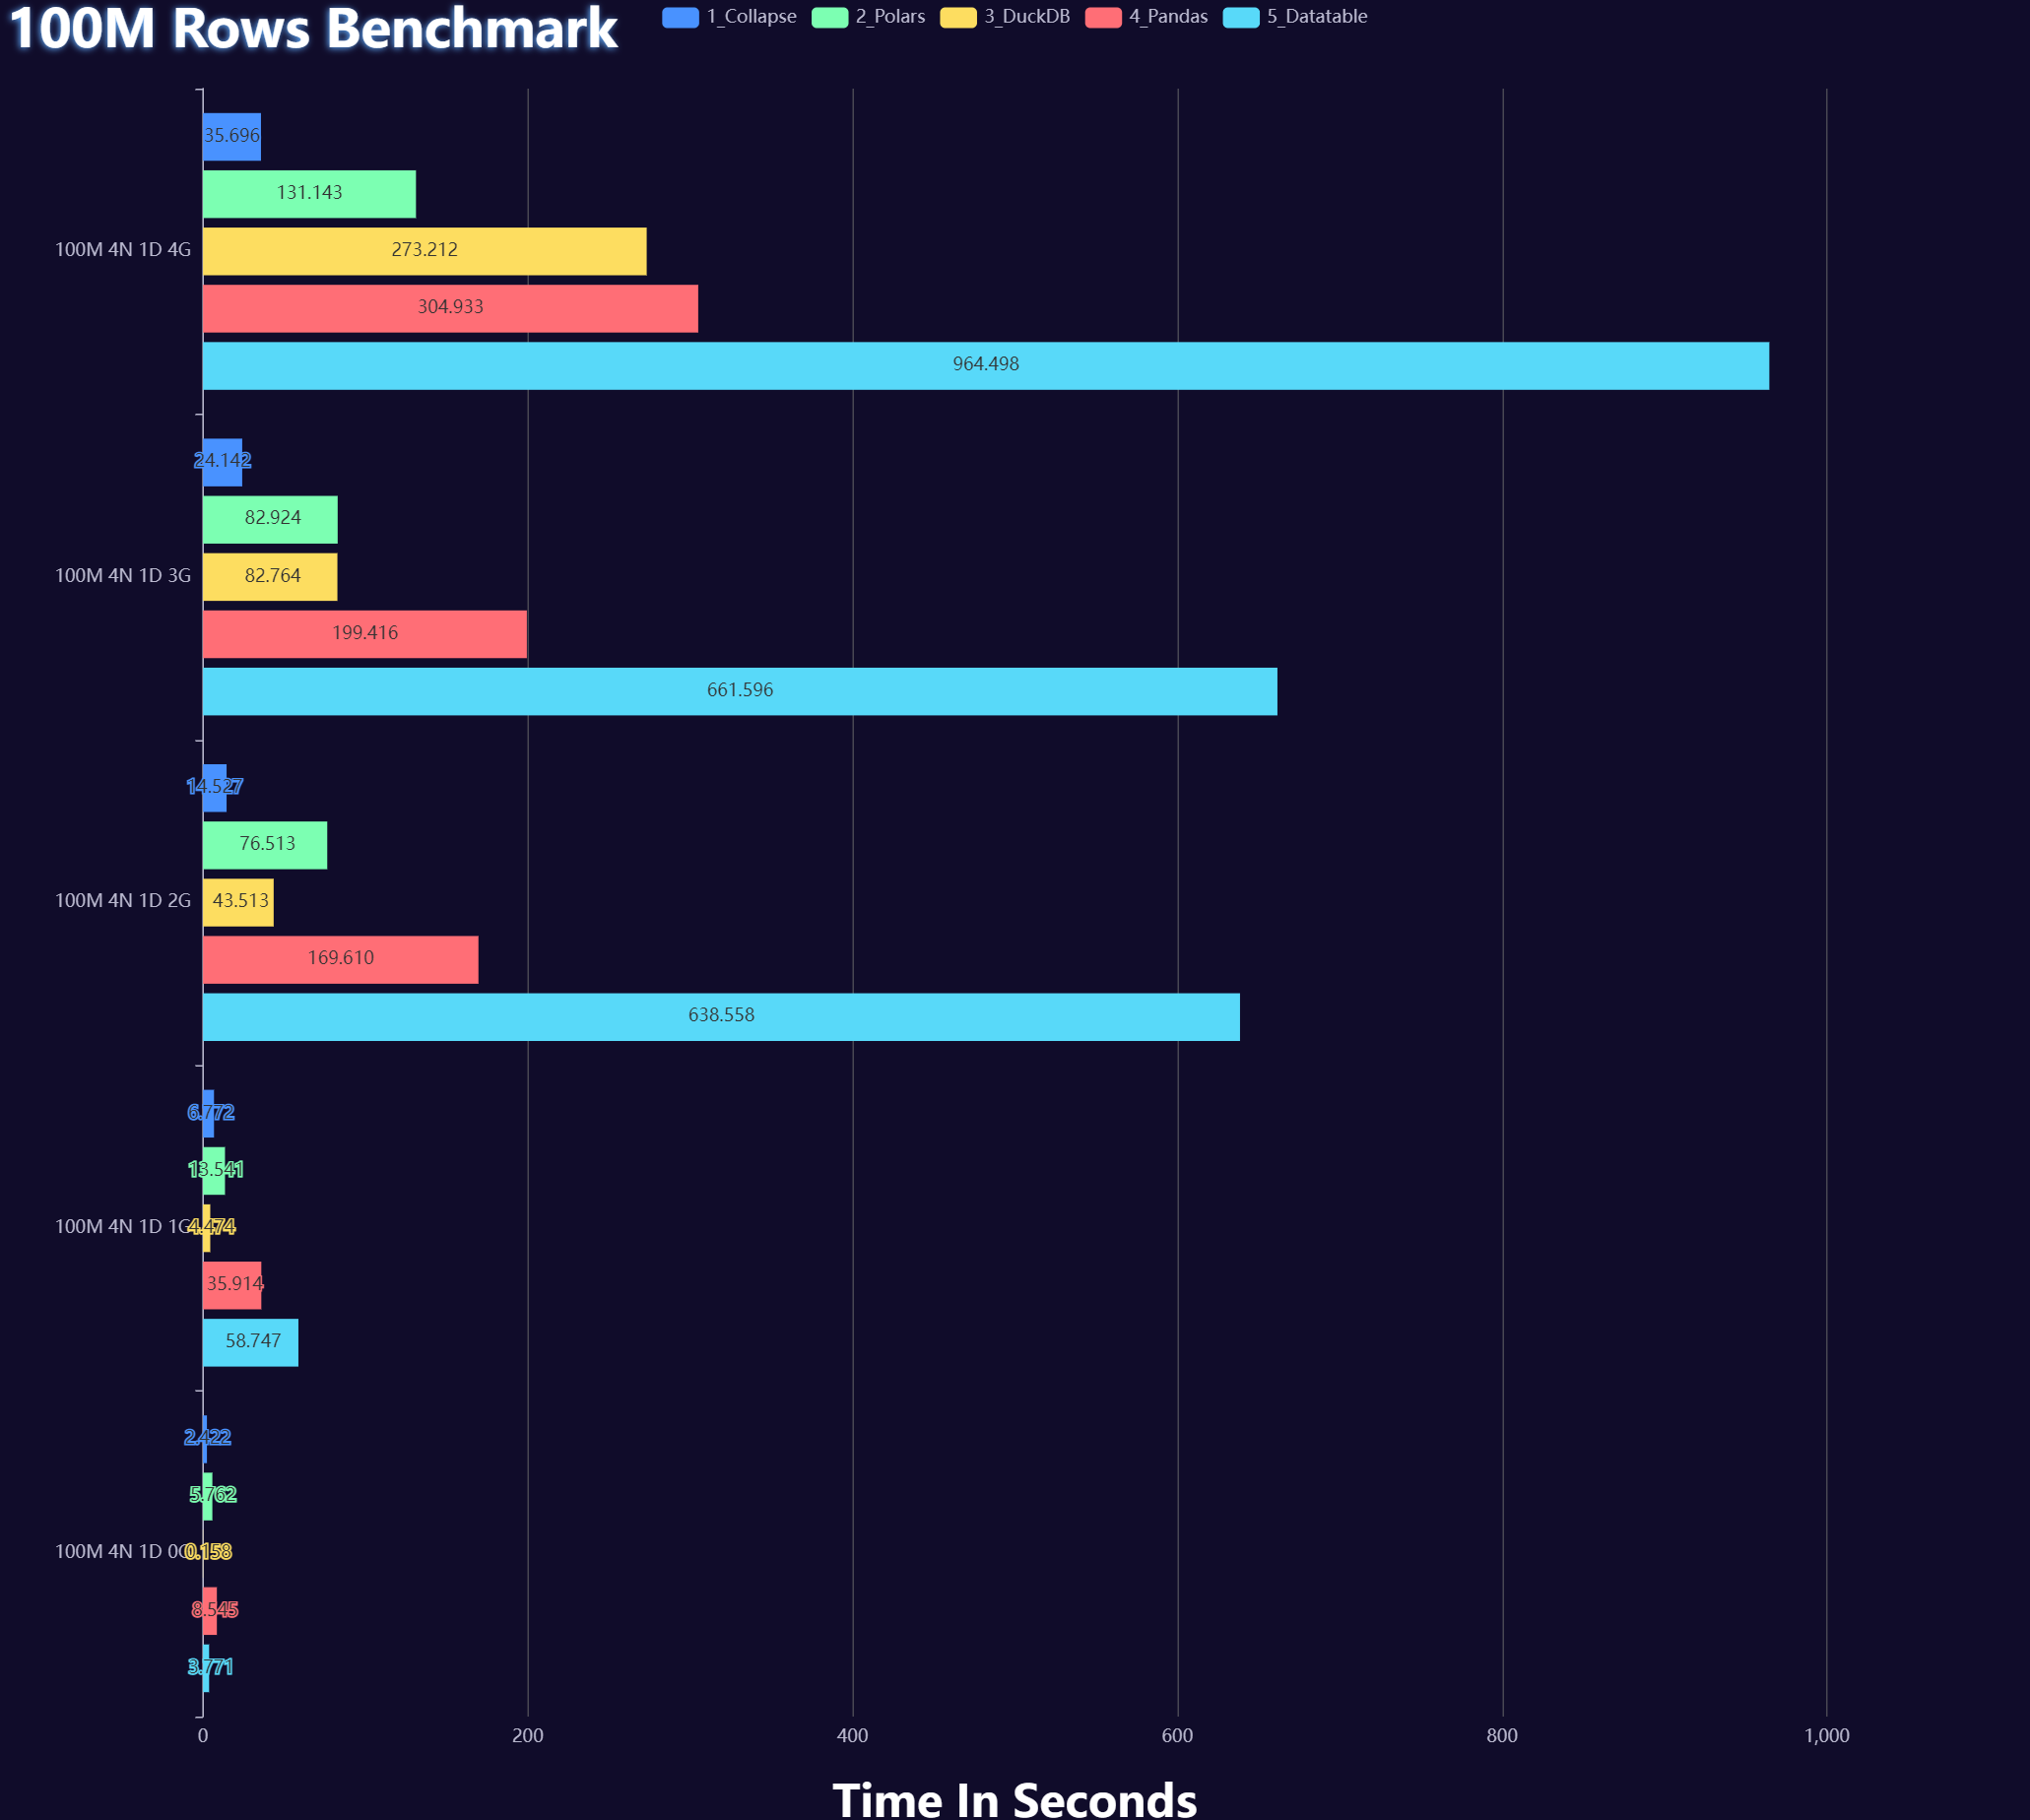 100M Rows Benchmark
1_Collapse 2_Polars 3_DuckDB 4_Pandas 5_Datatable
35.696
131.143
100M 4N 1D 4G 273.212
304.933
964.498
24.142
82.924
100M 4N 1D 3G 82.764
199.416
661.596
14.527
76.513
100M 4N 1D 2G 43.513
169.610
638.558
6.772
13.541
100M 4N 1D 1G 4.474
35.914
58.747
2.422
5.762
100M 4N 1D 0G 0.158
8.545
3.771
0 200 400 600 800 1,000
Time In Seconds